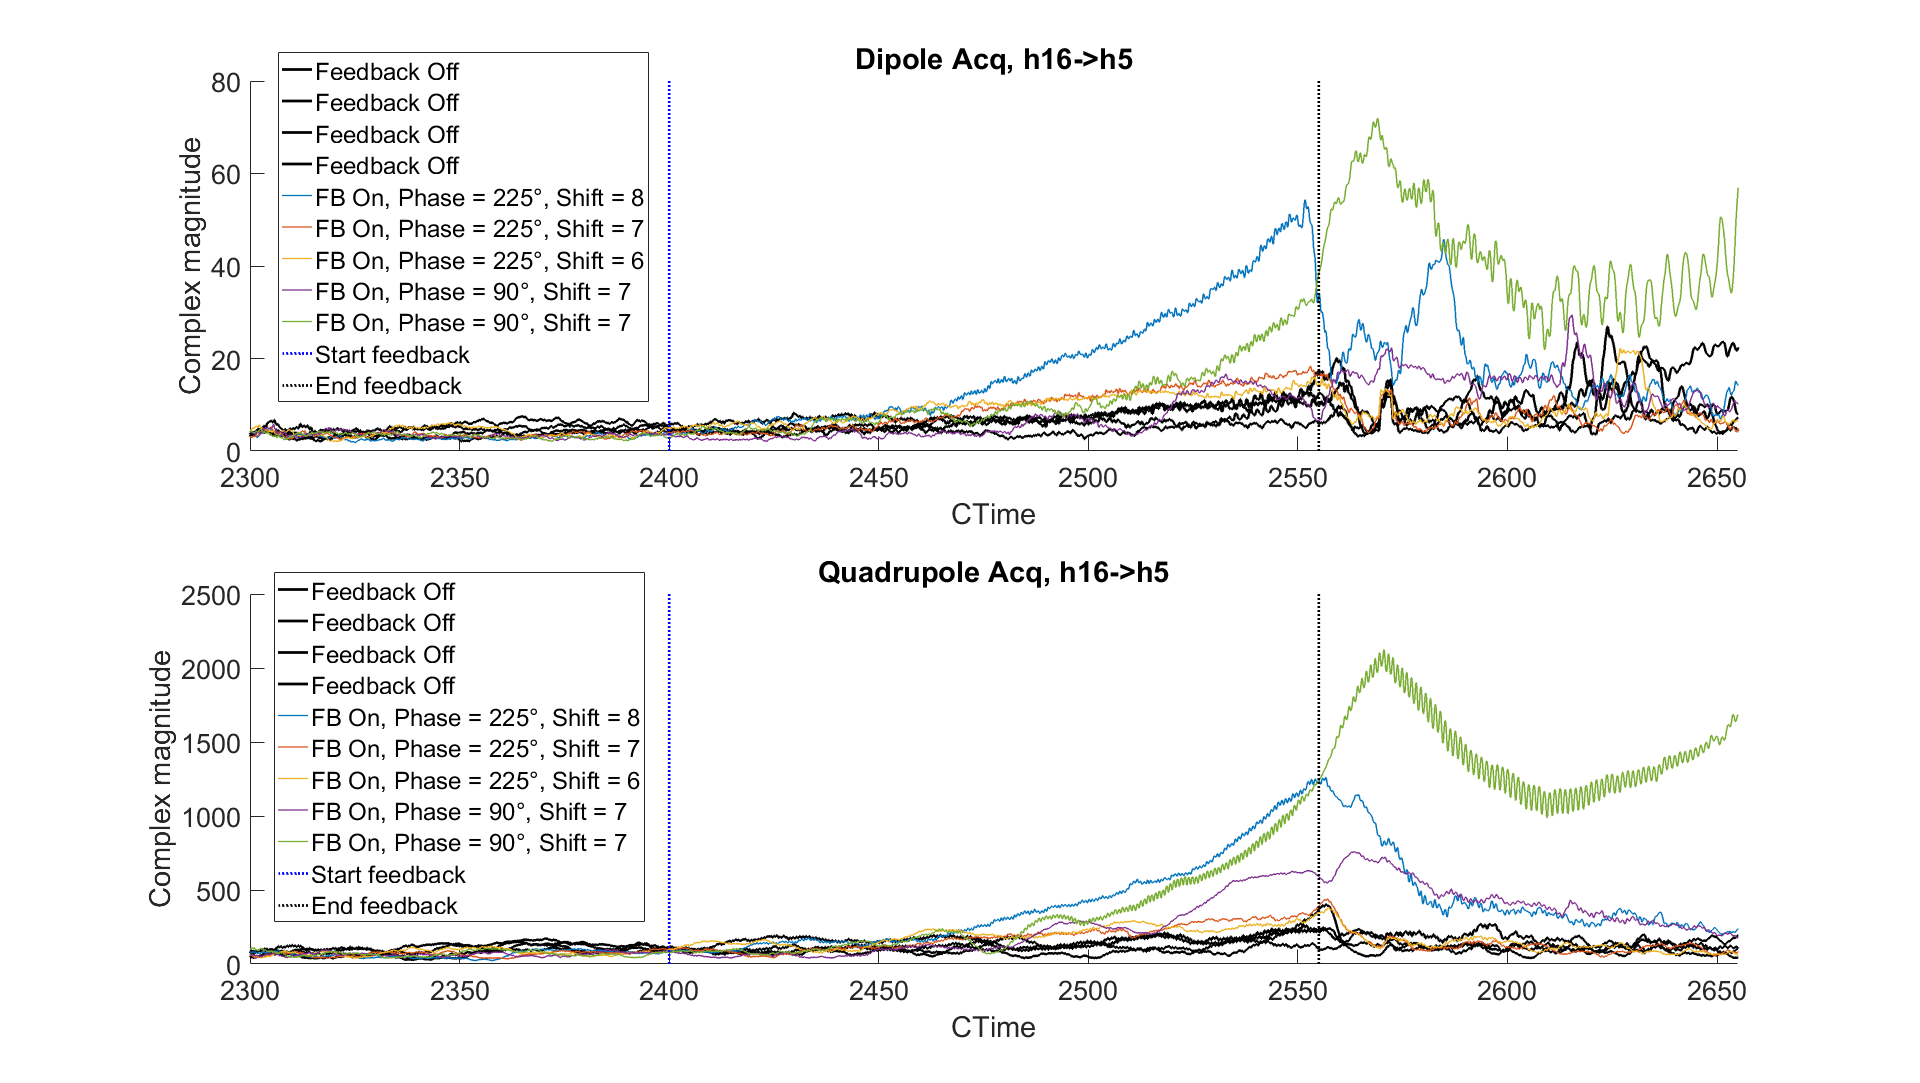 Dipole Acq, h16->h5
Feedback Off
Feedback Off
Feedback Off
Feedback Off
FB On, Phase = 225°, Shift = 8
FB On, Phase = 225°, Shift = 7
FB On, Phase = 225°, Shift = 6
FB On, Phase = 90°, Shift = 7
FB On, Phase = 90°, Shift = 7
Start feedback
End feedback
Complex magnitude
80
60
40
20
0
2300 2350 2400 2450 2500 2550 2600 2650
CTime
Quadrupole Acq, h16->h5
Feedback Off
Feedback Off
Feedback Off
Feedback Off
FB On, Phase = 225°, Shift = 8
FB On, Phase = 225°, Shift = 7
FB On, Phase = 225°, Shift = 6
FB On, Phase = 90°, Shift = 7
FB On, Phase = 90°, Shift = 7
Start feedback
End feedback
Complex magnitude
2500
2000
1500
1000
500
0
2300 2350 2400 2450 2500 2550 2600 2650
CTime